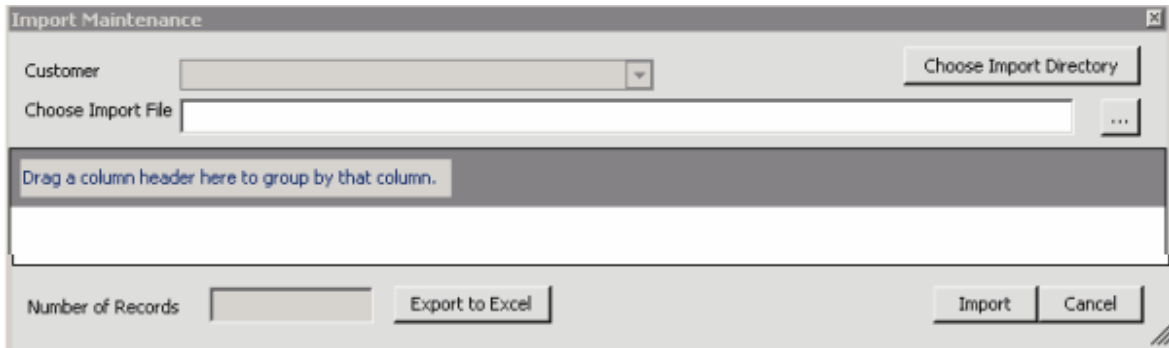 Import Maintenance
Customer
Choose Import Directory
Choose Import File
...
Drag a column header here to group by that column.
Number of Records
Export to Excel
Import
Cancel